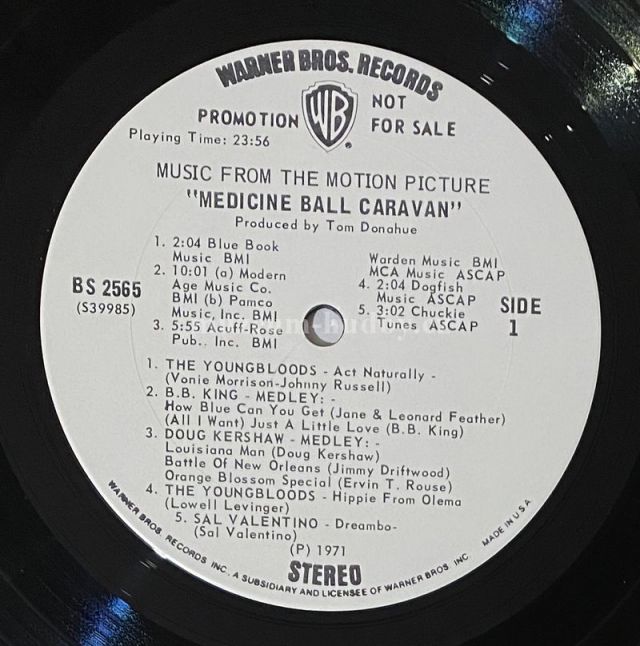 WARNER BROS. RECORDS
WB
PROMOTION
NOT
FOR SALE
Playing Time: 23:56
MUSIC FROM THE MOTION PICTURE
"MEDICINE BALL CARAVAN"
Produced by Tom Donahue
1. 2:04 Blue Book
Music BMI
2. 10:01 (a) Modern
Age Music Co.
BMI (b) Pamco
Music, Inc. BMI
3. 5:55 Acuff-Rose
Pub., Inc. BMI
Warden Music BMI
MCA Music ASCAP
4. 2:04 Dogfish
Music ASCAP
5. 3:02 Chuckie
Tunes ASCAP
BS 2565
(S39985)
SIDE
1
1. THE YOUNGBLOODS - Act Naturally -
(Vonie Morrison-Johnny Russell)
2. B.B. KING - MEDLEY: -
How Blue Can You Get (Jane & Leonard Feather)
(All I Want) Just A Little Love (B.B. King)
3. DOUG KERSHAW - MEDLEY: -
Louisiana Man (Doug Kershaw)
Battle Of New Orleans (Jimmy Driftwood)
Orange Blossom Special (Ervin T. Rouse)
4. THE YOUNGBLOODS - Hippie From Olema
(Lowell Levinger)
5. SAL VALENTINO - Dreambo-
(Sal Valentino)
(P) 1971
STEREO
WARNER BROS. RECORDS INC. A SUBSIDIARY AND LICENSEE OF WARNER BROS INC. MADE IN U.S.A.